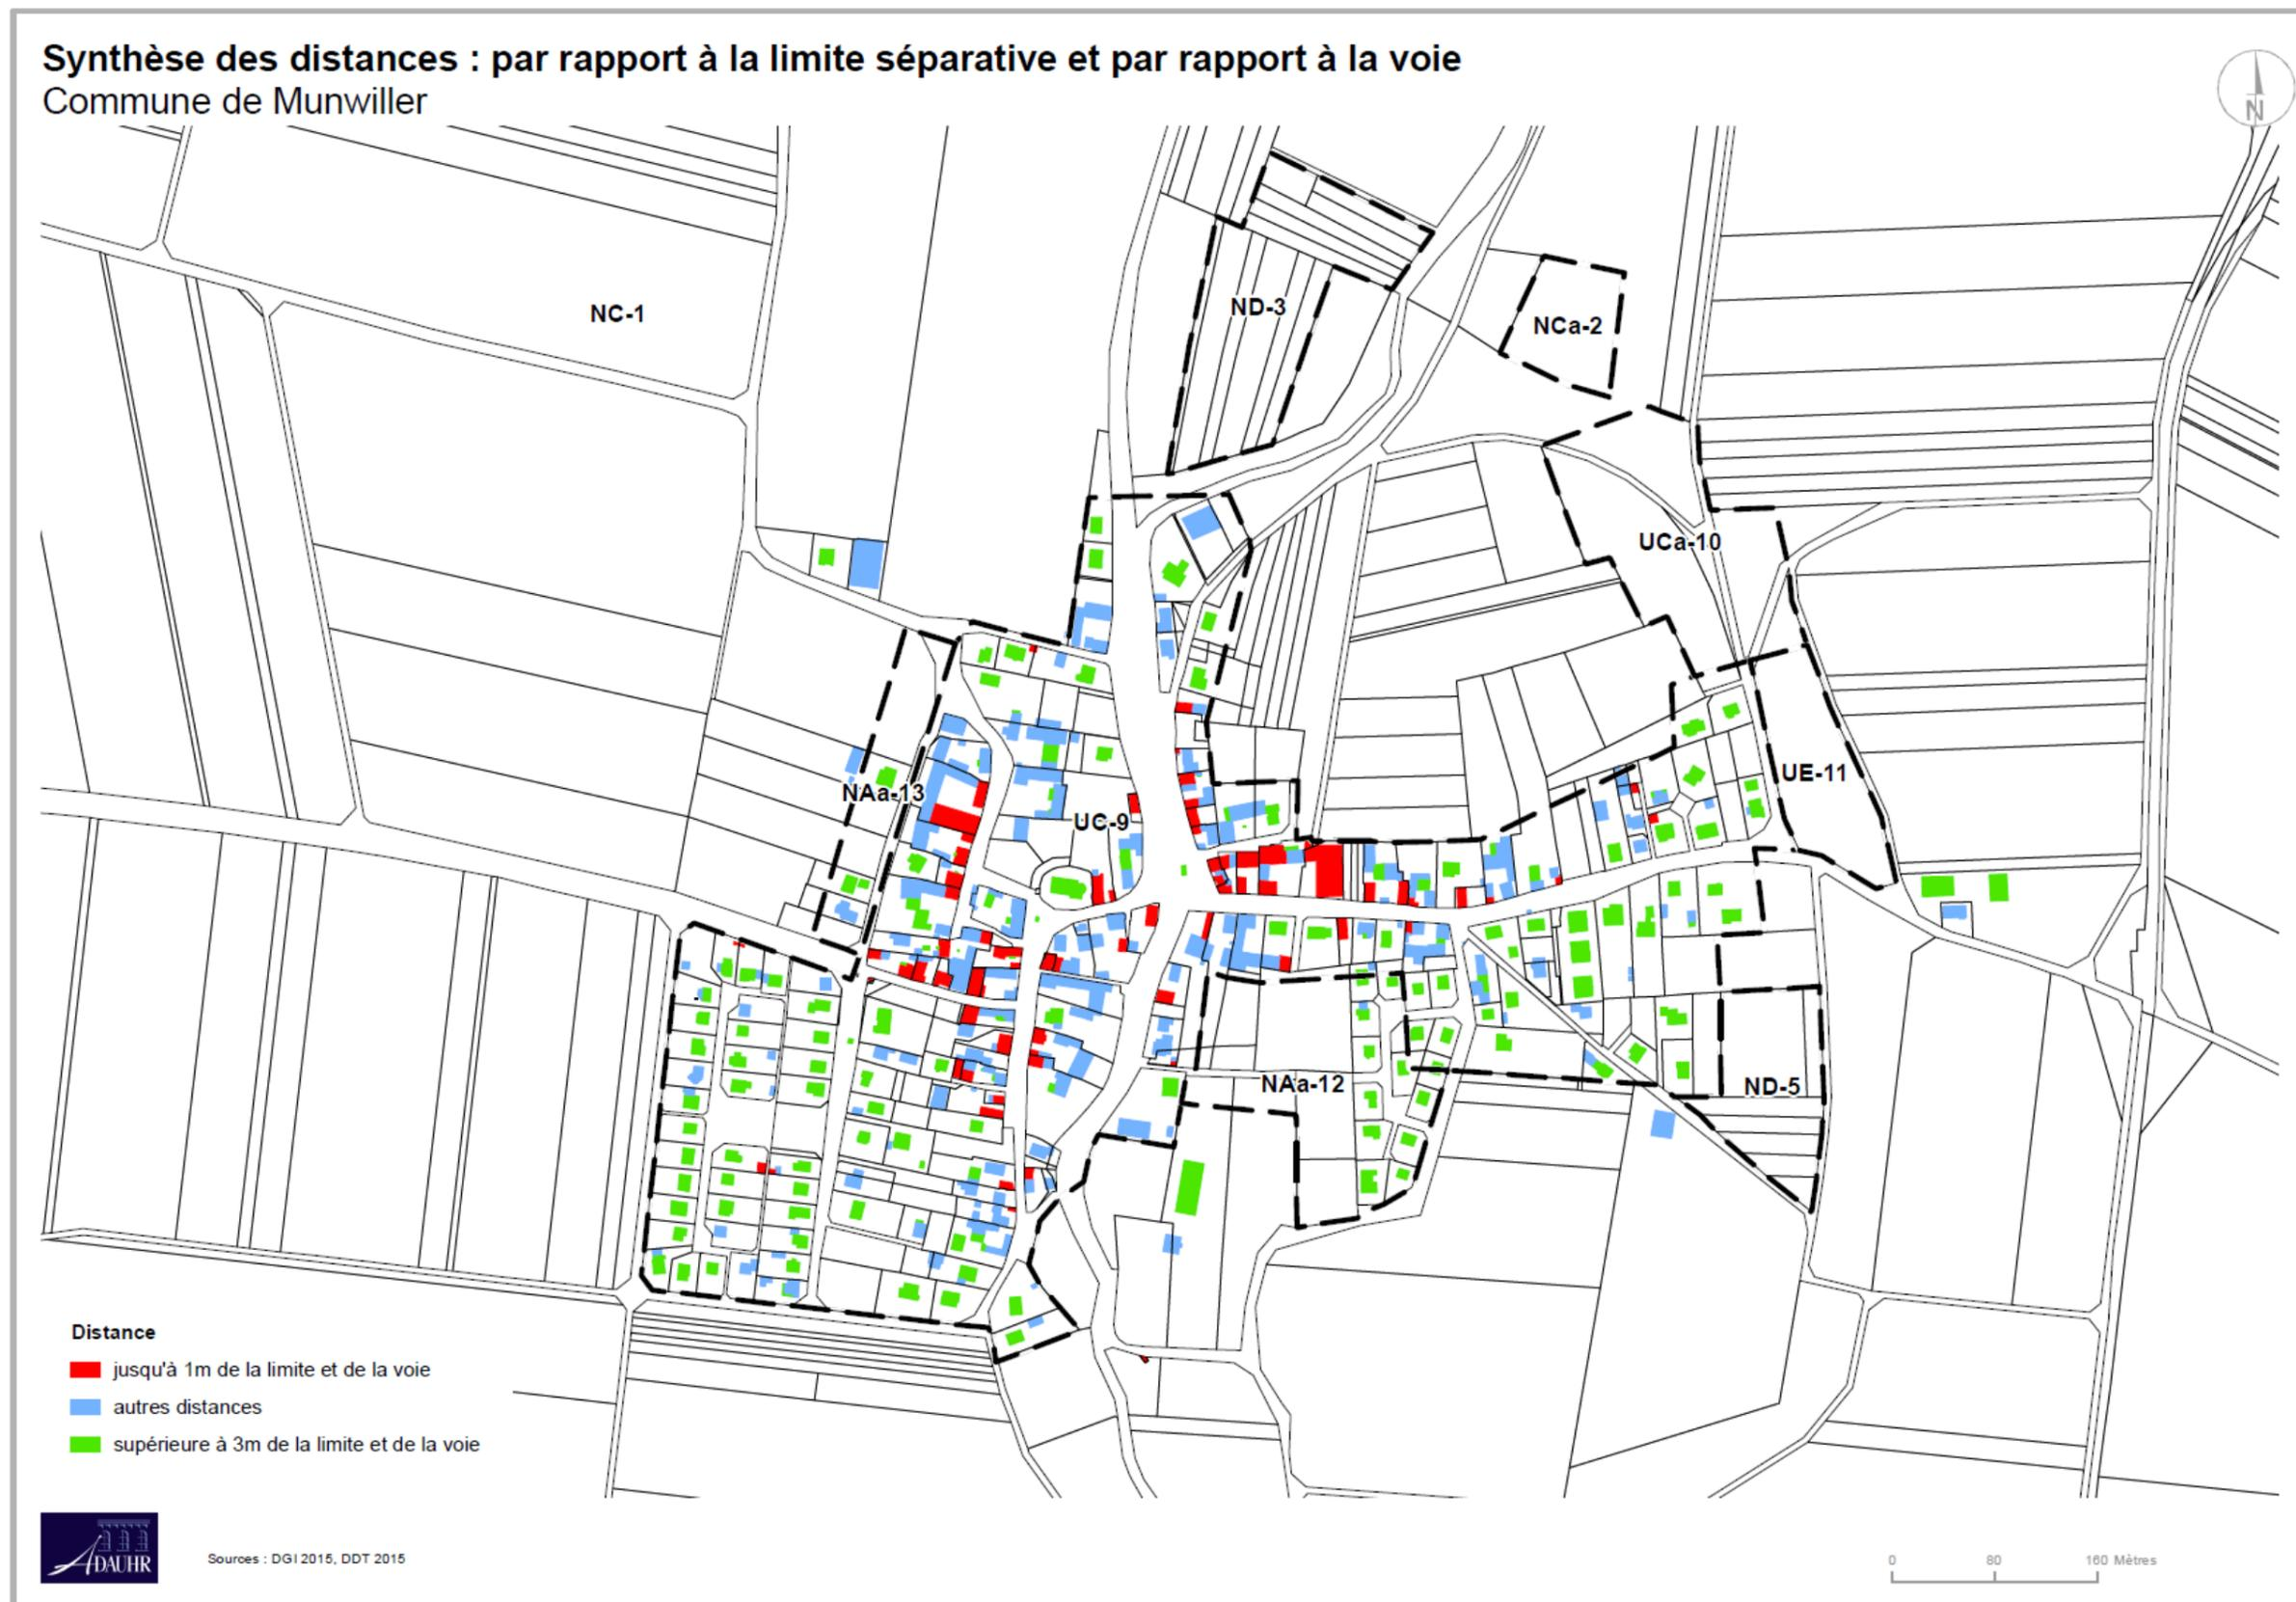 Synthèse des distances : par rapport à la limite séparative et par rapport à la voie
Commune de Munwiller
N
NC-1
ND-3
NCa-2
UCa-10
UE-11
NAa-13
UC-9
NAa-12
ND-5
Distance
jusqu'à 1m de la limite et de la voie
autres distances
supérieure à 3m de la limite et de la voie
ADAUHR
Sources : DGI 2015, DDT 2015
0 80 160 Mètres